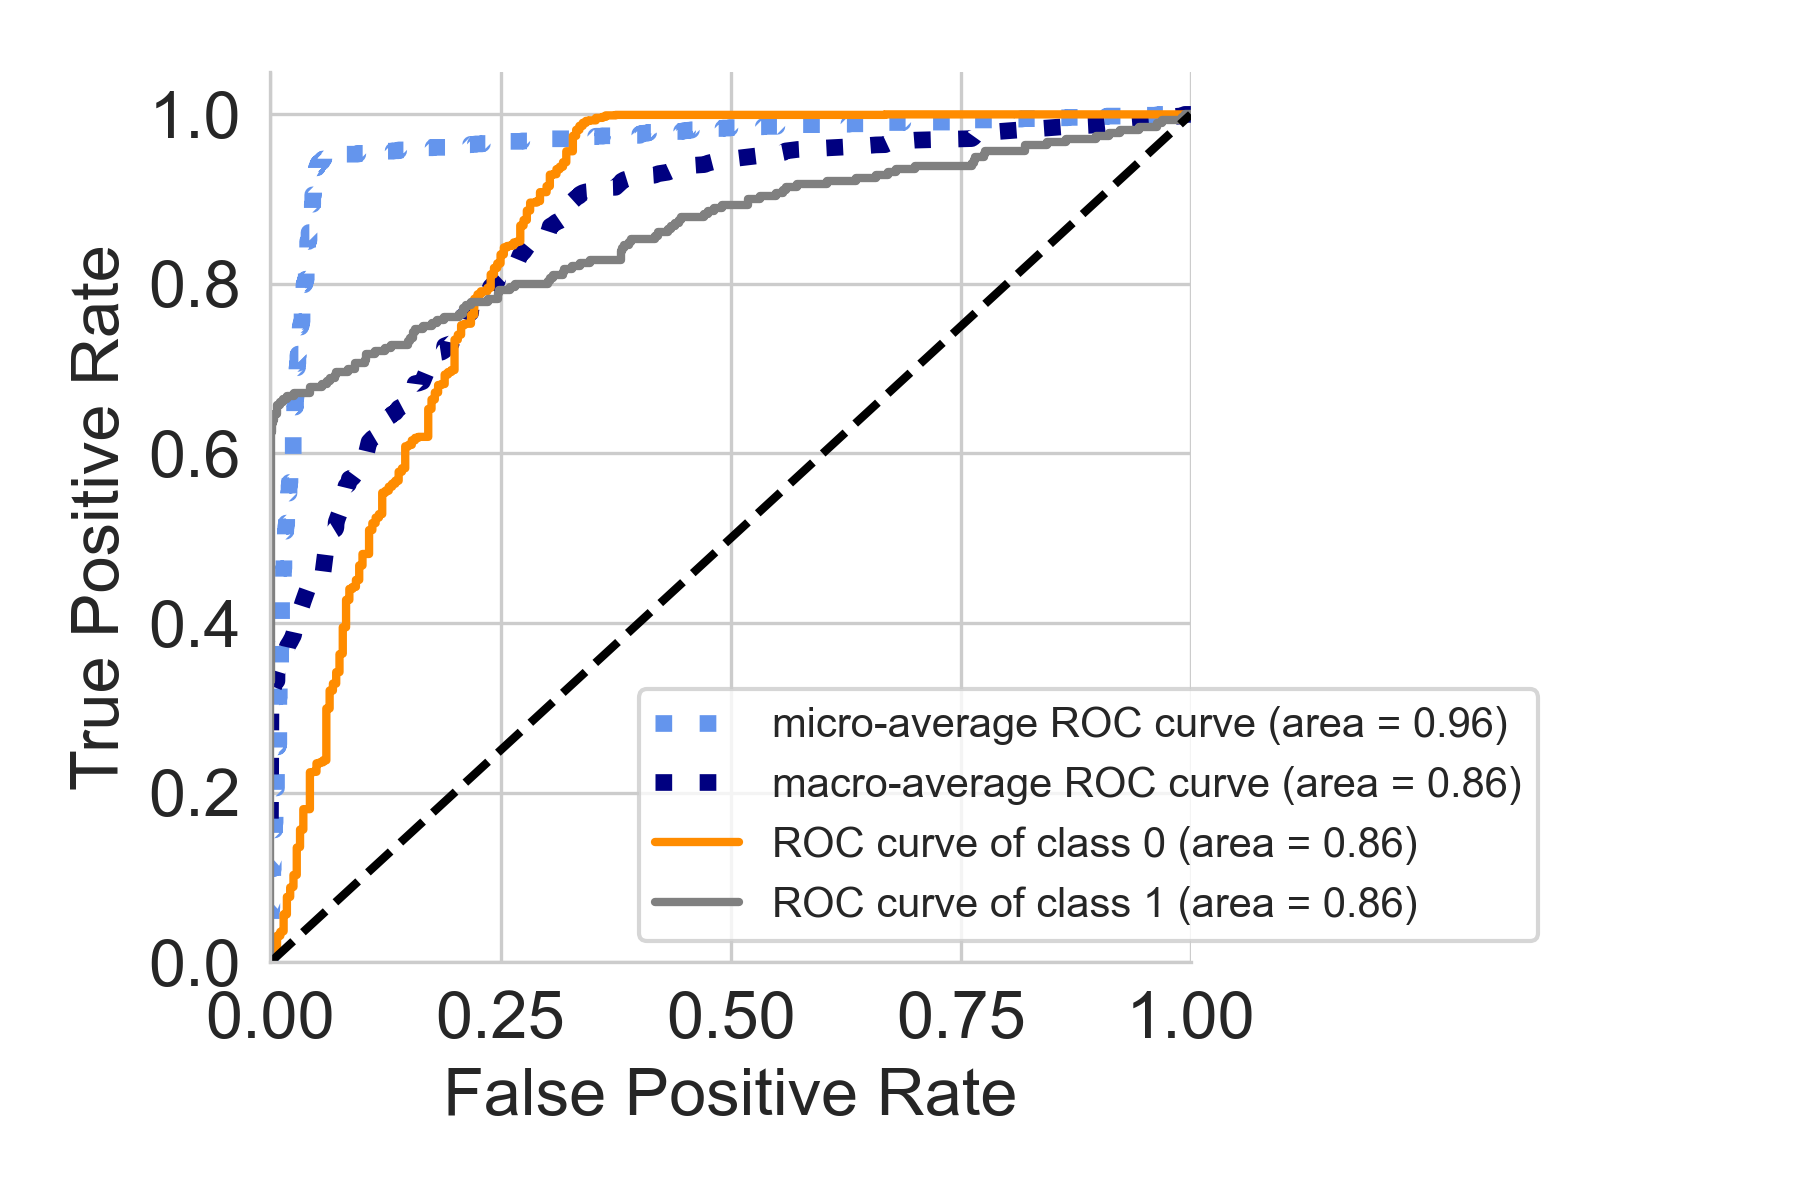 True Positive Rate
1.0
0.8
0.6
0.4
0.2
0.0
micro-average ROC curve (area = 0.96)
macro-average ROC curve (area = 0.86)
ROC curve of class 0 (area = 0.86)
ROC curve of class 1 (area = 0.86)
0.00 0.25 0.50 0.75 1.00
False Positive Rate